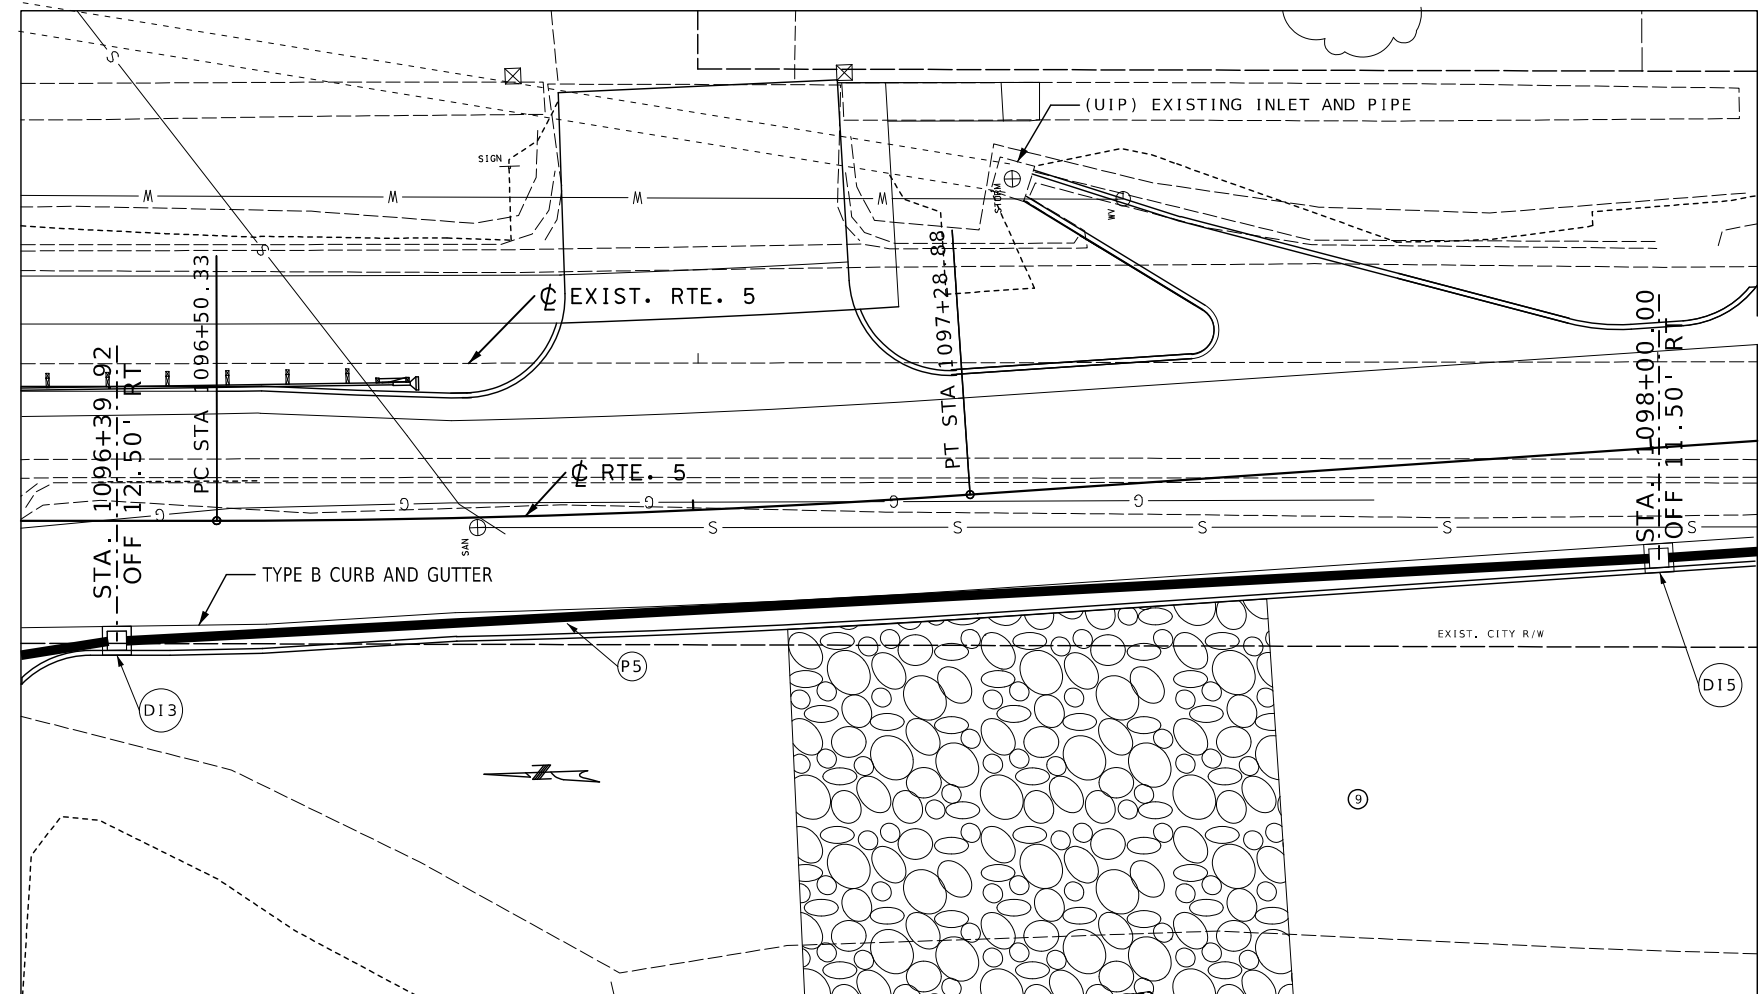 (UIP) EXISTING INLET AND PIPE
SIGN
S
W
W
W
W
STORM
WV
S
PC STA 1096+50.33
PT STA 1097+28.88
℄ EXIST. RTE. 5
STA. 1096+39.92
OFF 12.50' RT
STA. 1098+00.00
OFF 11.50' RT
℄ RTE. 5
G
G
G
G
G
S
S
S
S
S
SAN
TYPE B CURB AND GUTTER
EXIST. CITY R/W
P5
DI3
DI5
9